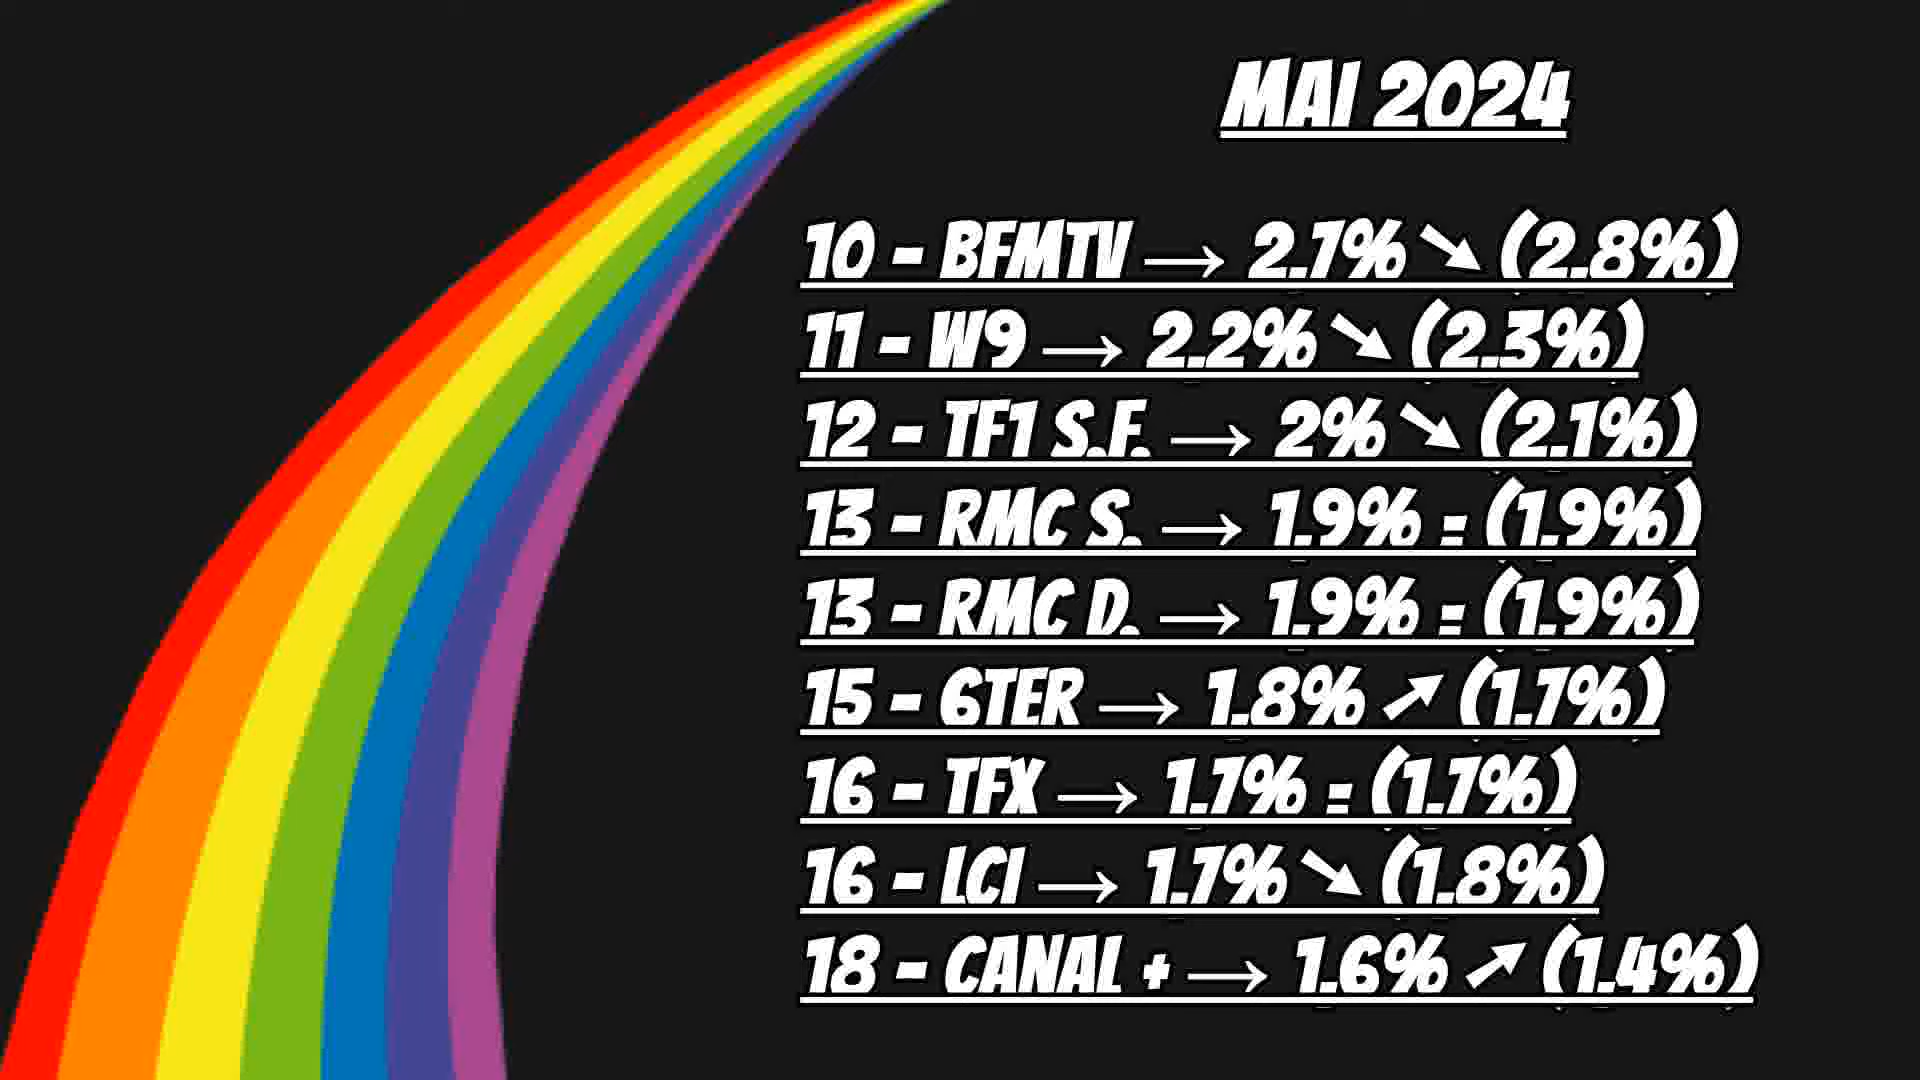 MAI 2024
10 - BFMTV → 2.7% ↘ (2.8%)
11 - W9 → 2.2% ↘ (2.3%)
12 - TF1 S.F. → 2% ↘ (2.1%)
13 - RMC S. → 1.9% = (1.9%)
13 - RMC D. → 1.9% = (1.9%)
15 - 6TER → 1.8% ↗ (1.7%)
16 - TFX → 1.7% = (1.7%)
16 - LCI → 1.7% ↘ (1.8%)
18 - CANAL + → 1.6% ↗ (1.4%)